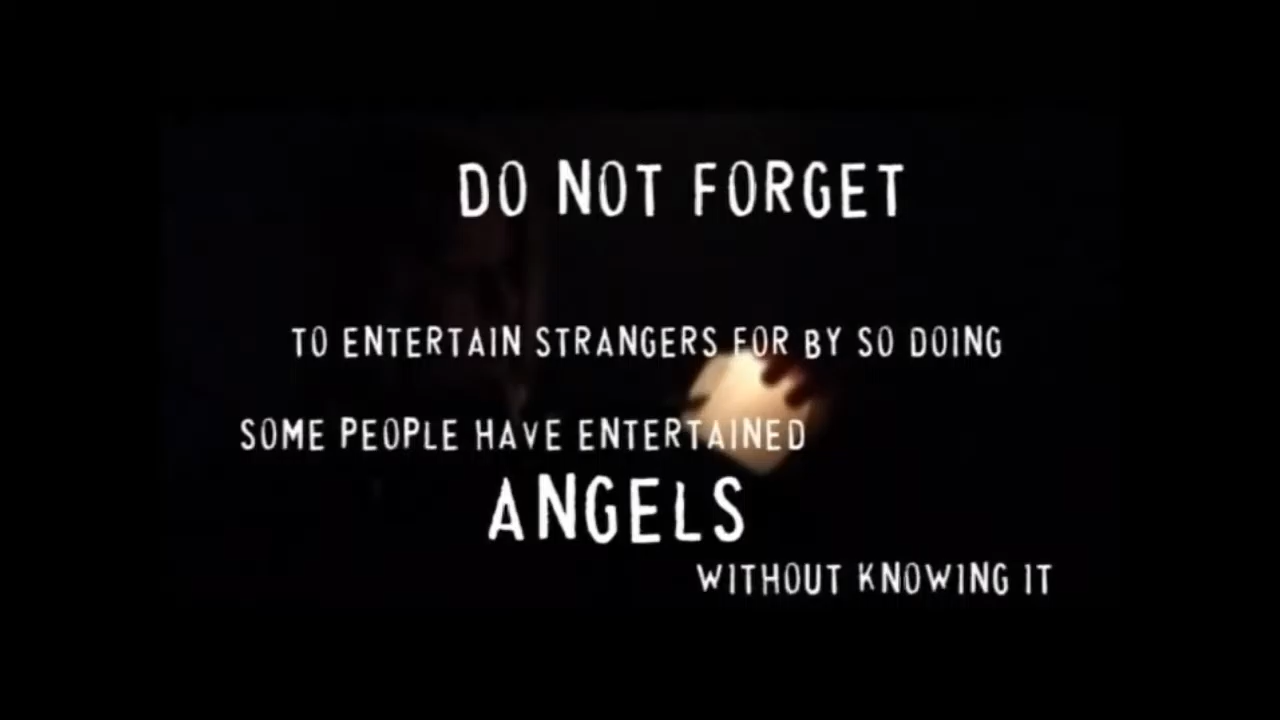 DO NOT FORGET
TO ENTERTAIN STRANGERS FOR BY SO DOING
SOME PEOPLE HAVE ENTERTAINED
ANGELS
WITHOUT KNOWING IT